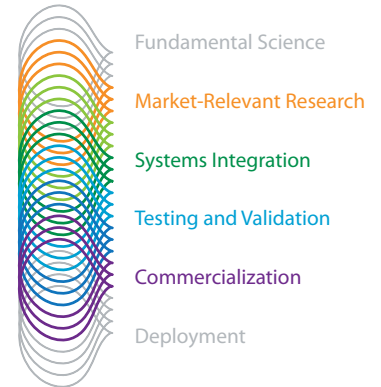 Fundamental Science
Market-Relevant Research
Systems Integration
Testing and Validation
Commercialization
Deployment